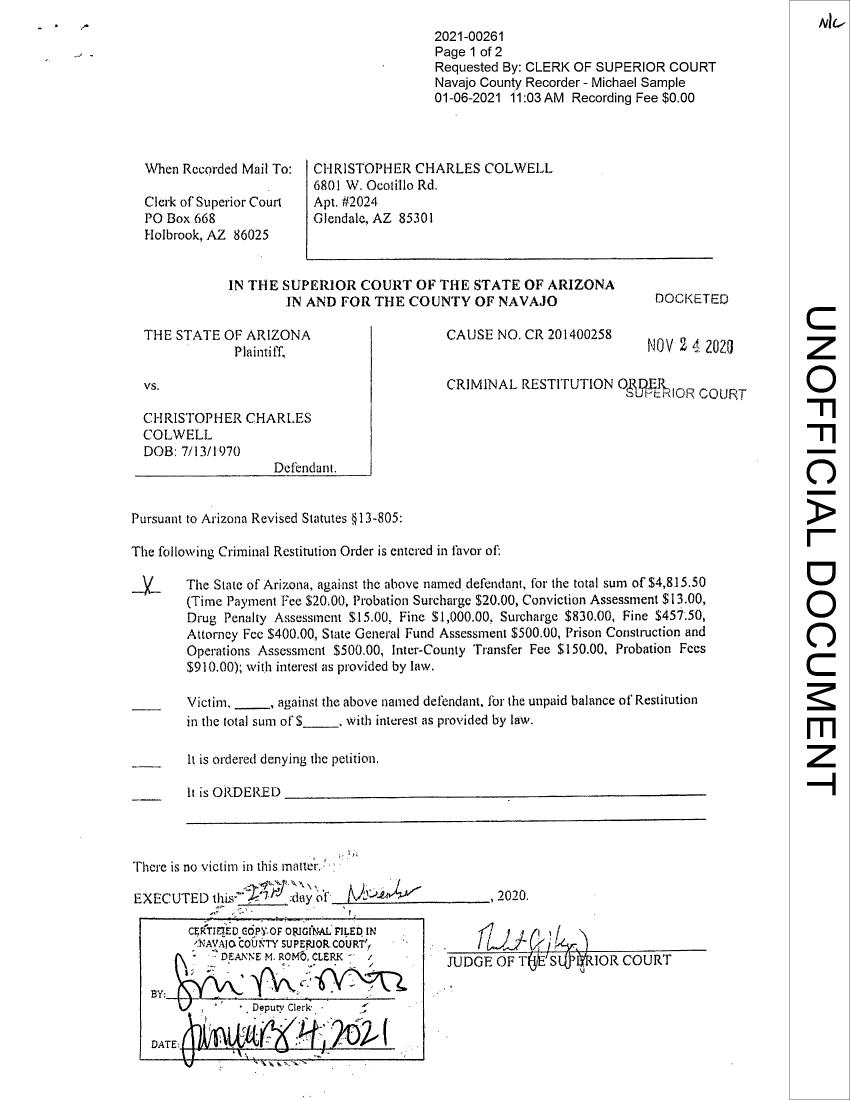 N/C
2021-00261
Page 1 of 2
Requested By: CLERK OF SUPERIOR COURT
Navajo County Recorder - Michael Sample
01-06-2021 11:03 AM Recording Fee $0.00
When Recorded Mail To:
Clerk of Superior Court
PO Box 668
Holbrook, AZ 86025
CHRISTOPHER CHARLES COLWELL
6801 W. Ocotillo Rd.
Apt. #2024
Glendale, AZ 85301
IN THE SUPERIOR COURT OF THE STATE OF ARIZONA
IN AND FOR THE COUNTY OF NAVAJO
DOCKETED
NOV 24 2020
SUPERIOR COURT
THE STATE OF ARIZONA
Plaintiff,
vs.
CHRISTOPHER CHARLES
COLWELL
DOB: 7/13/1970
Defendant.
CAUSE NO. CR 201400258
CRIMINAL RESTITUTION ORDER
Pursuant to Arizona Revised Statutes §13-805:
The following Criminal Restitution Order is entered in favor of:
X The State of Arizona, against the above named defendant, for the total sum of $4,815.50
(Time Payment Fee $20.00, Probation Surcharge $20.00, Conviction Assessment $13.00,
Drug Penalty Assessment $15.00, Fine $1,000.00, Surcharge $830.00, Fine $457.50,
Attorney Fee $400.00, State General Fund Assessment $500.00, Prison Construction and
Operations Assessment $500.00, Inter-County Transfer Fee $150.00, Probation Fees
$910.00); with interest as provided by law.
____ Victim, _____, against the above named defendant, for the unpaid balance of Restitution
in the total sum of $_____, with interest as provided by law.
____ It is ordered denying the petition.
____ It is ORDERED ____
There is no victim in this matter.
EXECUTED this 23rd day of November, 2020.
JUDGE OF THE SUPERIOR COURT
CERTIFIED COPY OF ORIGINAL FILED IN
NAVAJO COUNTY SUPERIOR COURT,
DEANNE M. ROMO, CLERK
BY:
Deputy Clerk
DATE: January 4, 2021
UNOFFICIAL DOCUMENT